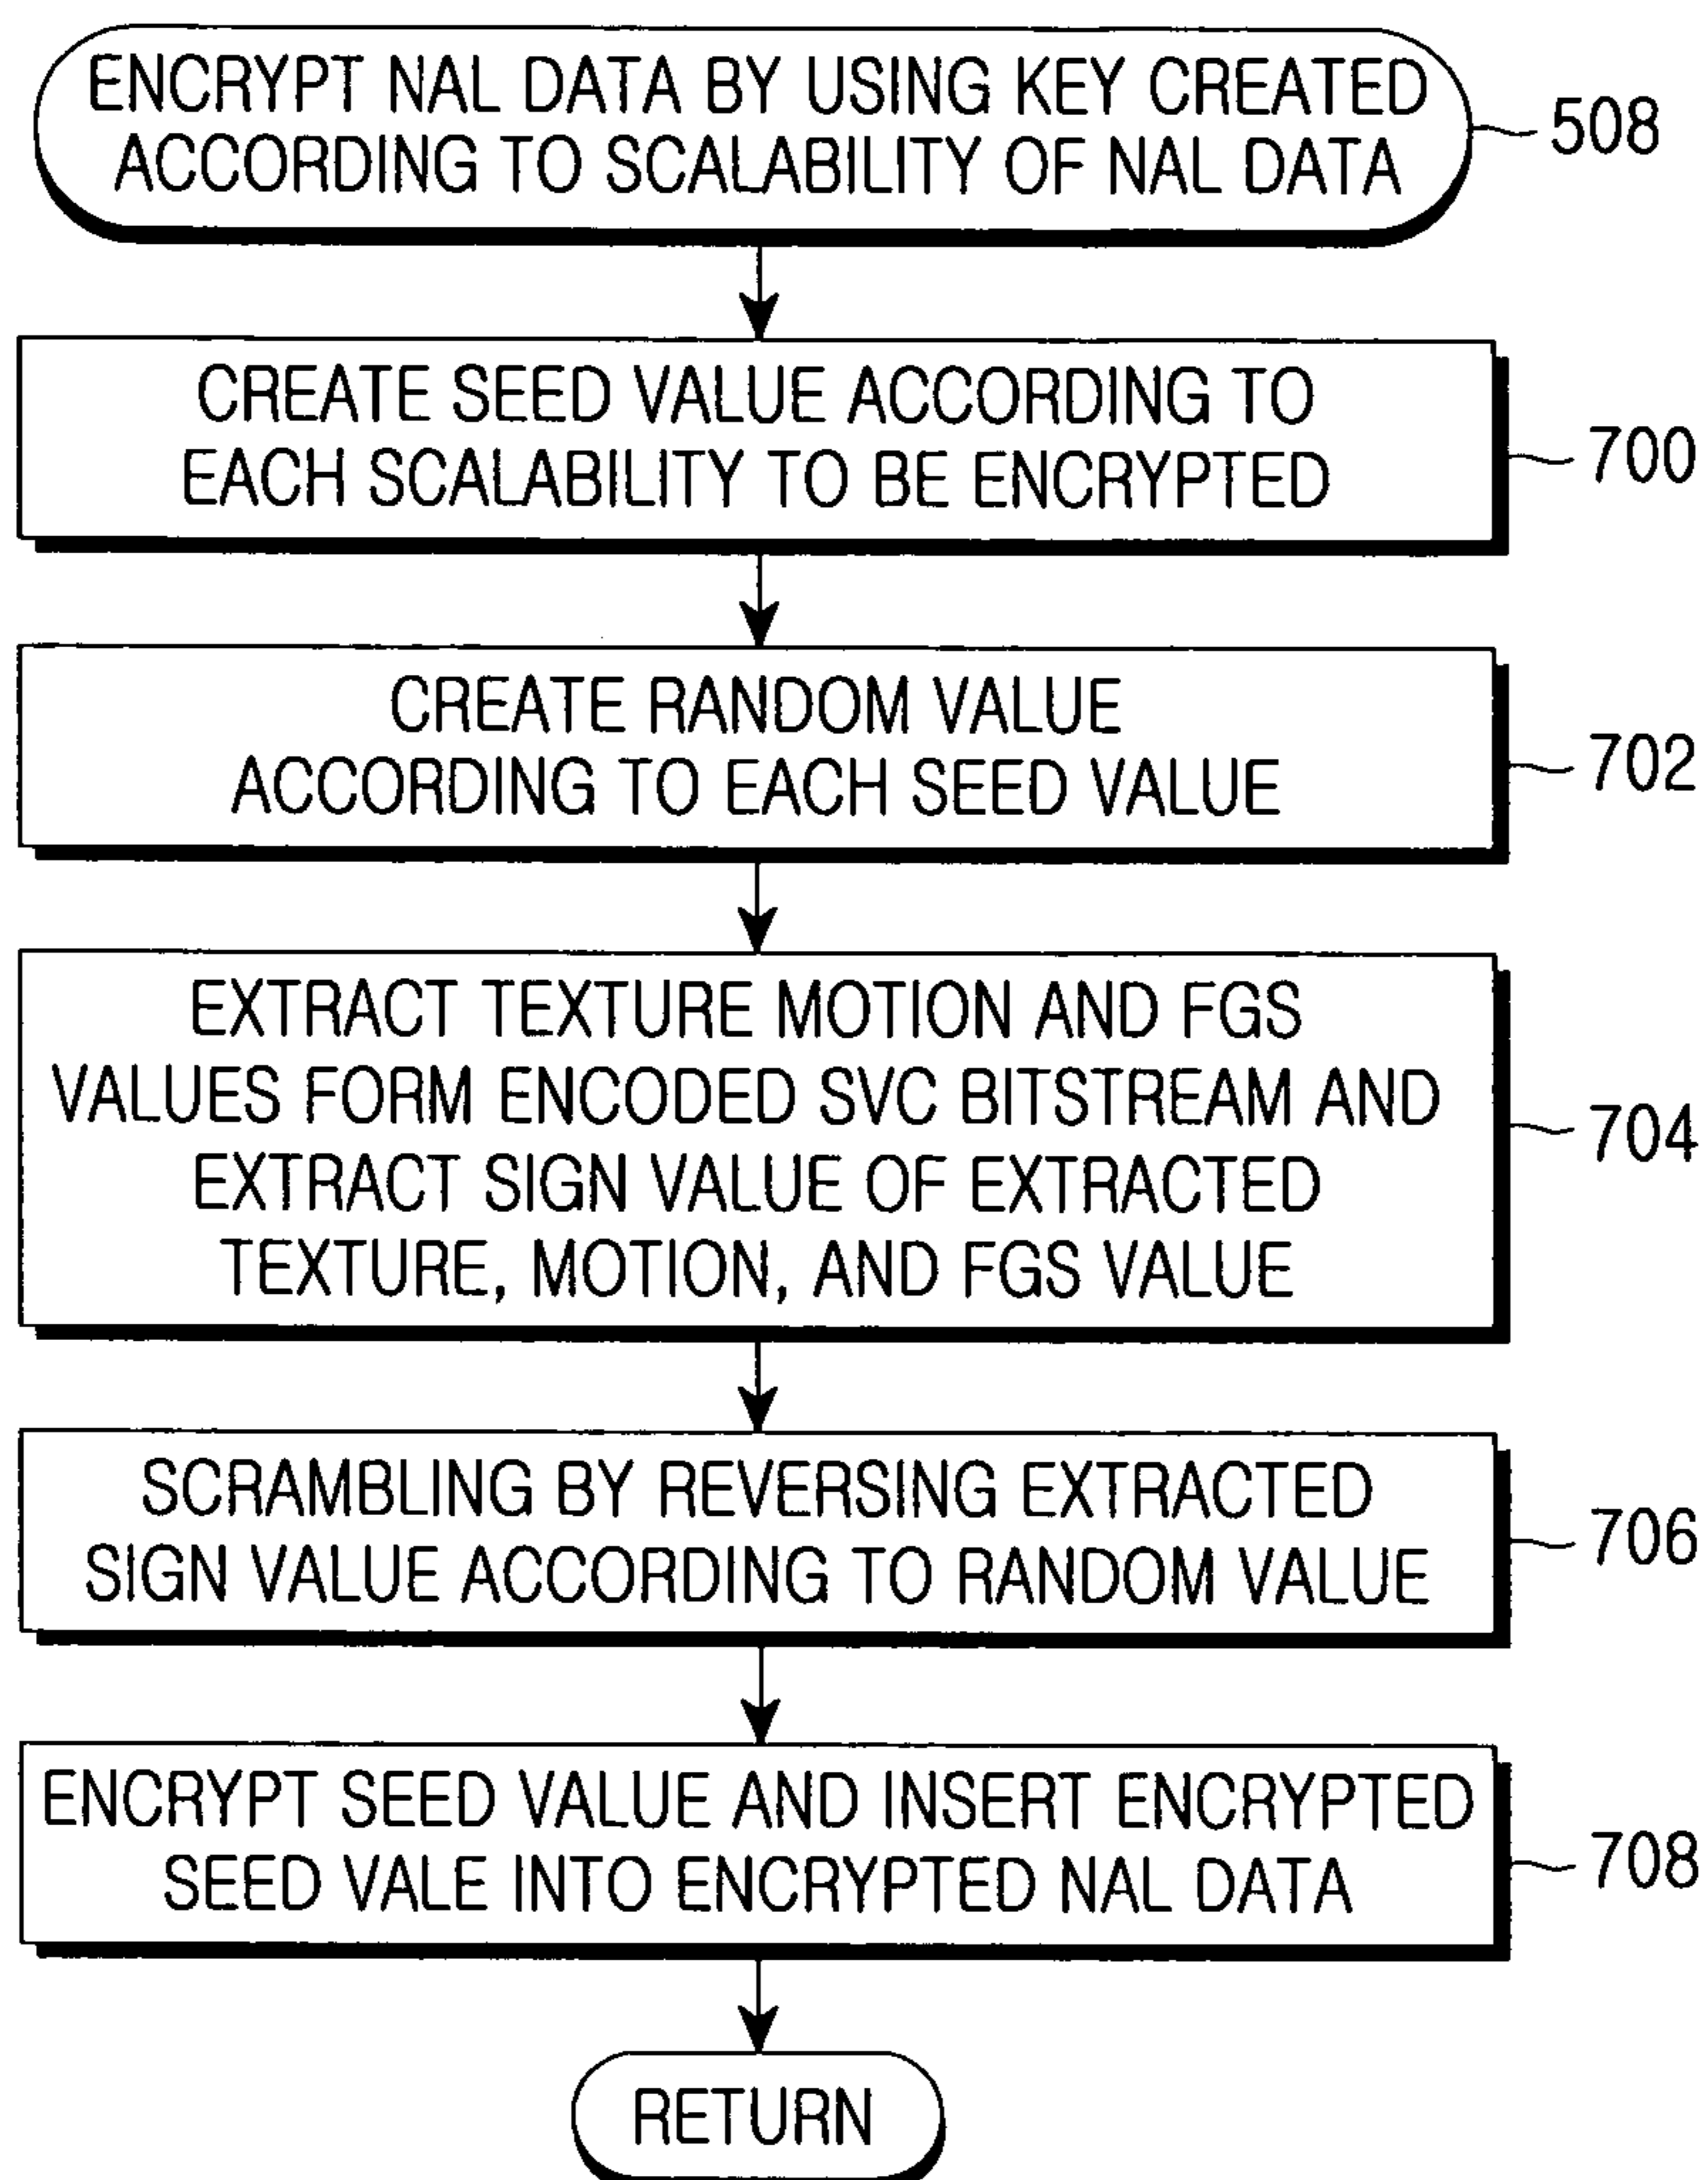 ENCRYPT NAL DATA BY USING KEY CREATED
ACCORDING TO SCALABILITY OF NAL DATA
508
CREATE SEED VALUE ACCORDING TO
EACH SCALABILITY TO BE ENCRYPTED
700
CREATE RANDOM VALUE
ACCORDING TO EACH SEED VALUE
702
EXTRACT TEXTURE MOTION AND FGS
VALUES FORM ENCODED SVC BITSTREAM AND
EXTRACT SIGN VALUE OF EXTRACTED
TEXTURE, MOTION, AND FGS VALUE
704
SCRAMBLING BY REVERSING EXTRACTED
SIGN VALUE ACCORDING TO RANDOM VALUE
706
ENCRYPT SEED VALUE AND INSERT ENCRYPTED
SEED VALE INTO ENCRYPTED NAL DATA
708
RETURN